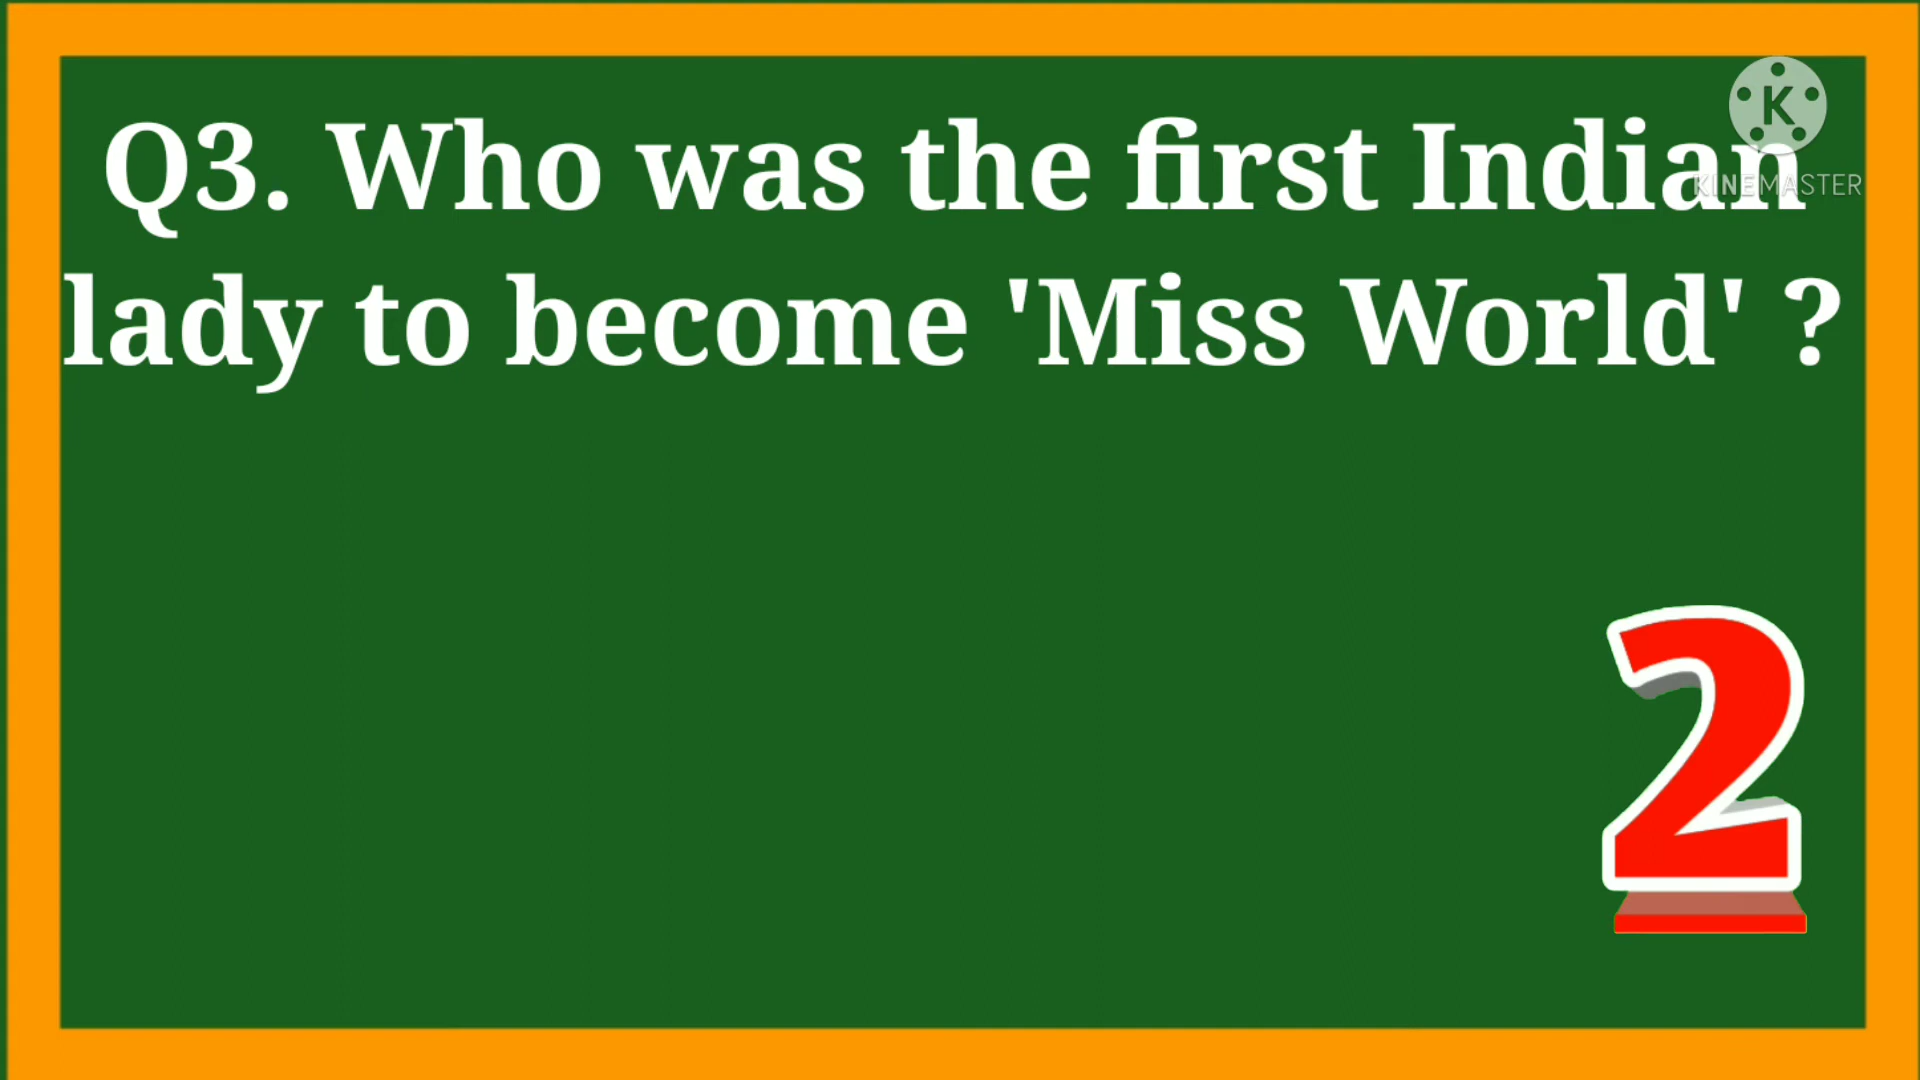 K
KINEMASTER
Q3. Who was the first Indian
lady to become 'Miss World' ?
2